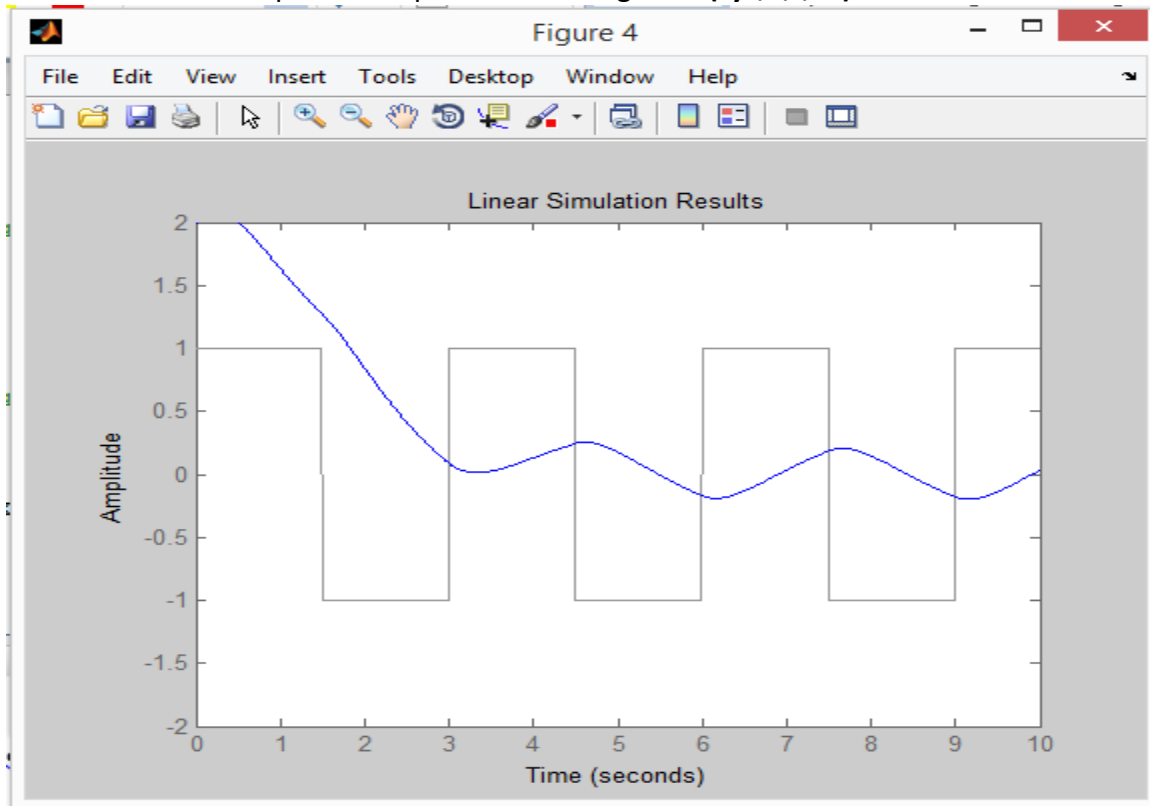 Figure 4
File Edit View Insert Tools Desktop Window Help
Linear Simulation Results
2
1.5
1
0.5
0
-0.5
-1
-1.5
-2
Amplitude
0 1 2 3 4 5 6 7 8 9 10
Time (seconds)